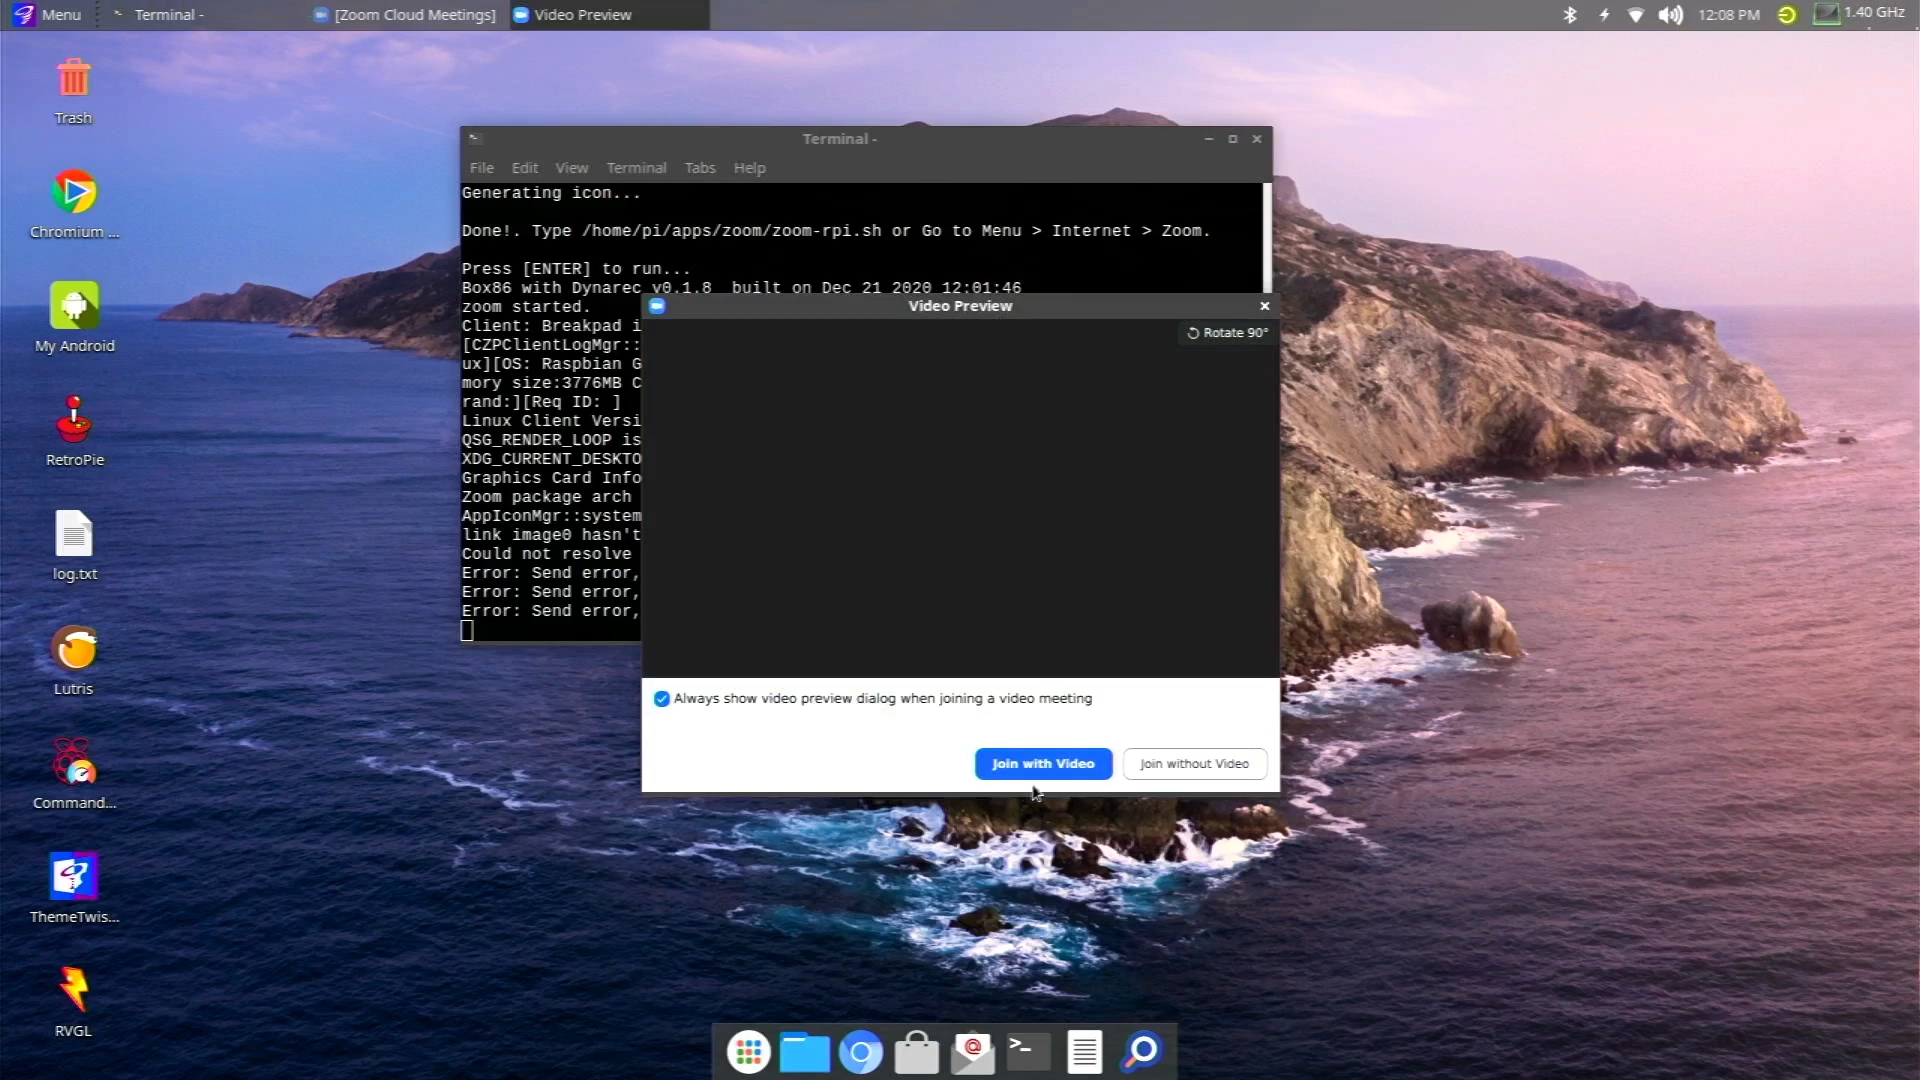 Menu
Terminal -
[Zoom Cloud Meetings]
Video Preview
12:08 PM
1.40 GHz
Trash
Chromium ...
My Android
RetroPie
log.txt
Lutris
Command...
ThemeTwis...
RVGL
Terminal -
File Edit View Terminal Tabs Help
Generating icon...
Done!. Type /home/pi/apps/zoom/zoom-rpi.sh or Go to Menu > Internet > Zoom.
Press [ENTER] to run...
Box86 with Dynarec v0.1.8 built on Dec 21 2020 12:01:46
zoom started.
Client: Breakpad i
[CZPClientLogMgr::
ux][OS: Raspbian G
mory size:3776MB C
rand:][Req ID: ]
Linux Client Versi
QSG_RENDER_LOOP is
XDG_CURRENT_DESKTO
Graphics Card Info
Zoom package arch
AppIconMgr::system
link image0 hasn't
Could not resolve
Error: Send error,
Error: Send error,
Error: Send error,
Video Preview
Rotate 90°
Always show video preview dialog when joining a video meeting
Join with Video
Join without Video